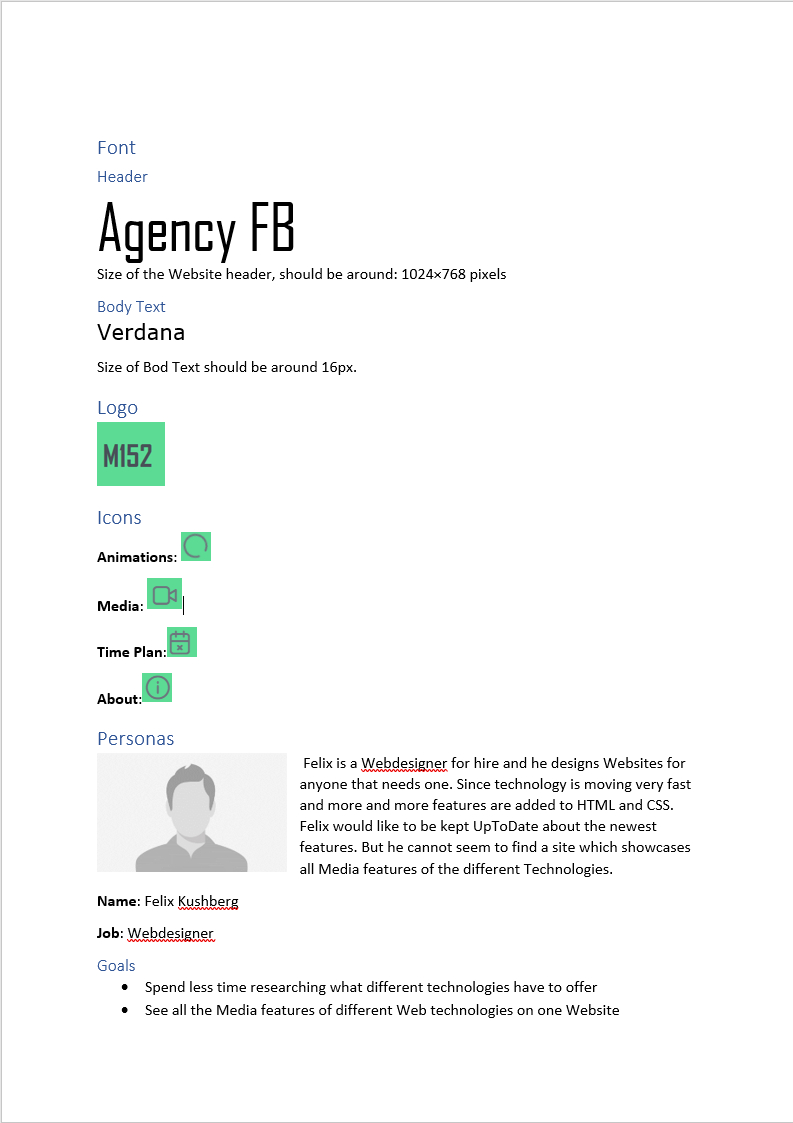 Font
Header
Agency FB
Size of the Website header, should be around: 1024×768 pixels
Body Text
Verdana
Size of Bod Text should be around 16px.
Logo
M152
Icons
Animations:
Media:
Time Plan:
About:
Personas
Felix is a Webdesigner for hire and he designs Websites for
anyone that needs one. Since technology is moving very fast
and more and more features are added to HTML and CSS.
Felix would like to be kept UpToDate about the newest
features. But he cannot seem to find a site which showcases
all Media features of the different Technologies.
Name: Felix Kushberg
Job: Webdesigner
Goals
• Spend less time researching what different technologies have to offer
• See all the Media features of different Web technologies on one Website